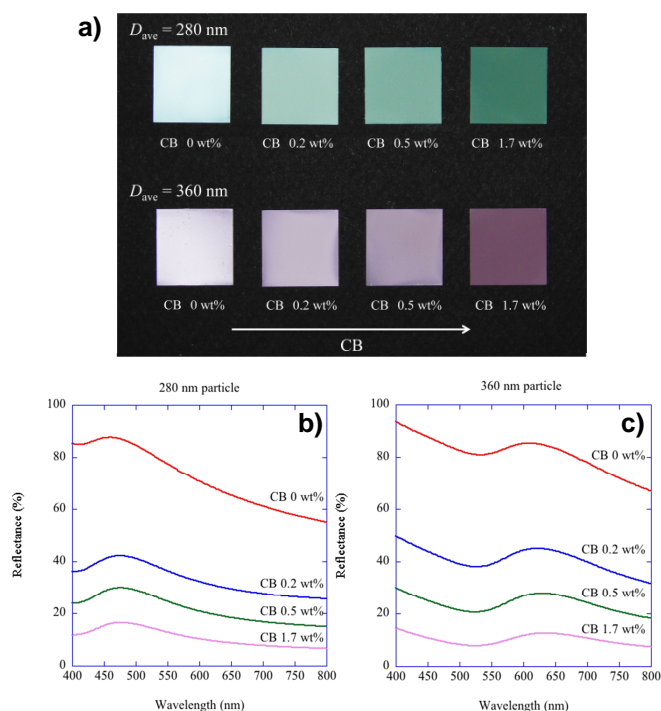 a)
D_ave = 280 nm
CB 0 wt%
CB 0.2 wt%
CB 0.5 wt%
CB 1.7 wt%
D_ave = 360 nm
CB 0 wt%
CB 0.2 wt%
CB 0.5 wt%
CB 1.7 wt%
CB
280 nm particle
b)
100
80
60
40
20
0
Reflectance (%)
CB 0 wt%
CB 0.2 wt%
CB 0.5 wt%
CB 1.7 wt%
400 450 500 550 600 650 700 750 800
Wavelength (nm)
360 nm particle
c)
100
80
60
40
20
0
Reflectance (%)
CB 0 wt%
CB 0.2 wt%
CB 0.5 wt%
CB 1.7 wt%
400 450 500 550 600 650 700 750 800
Wavelength (nm)